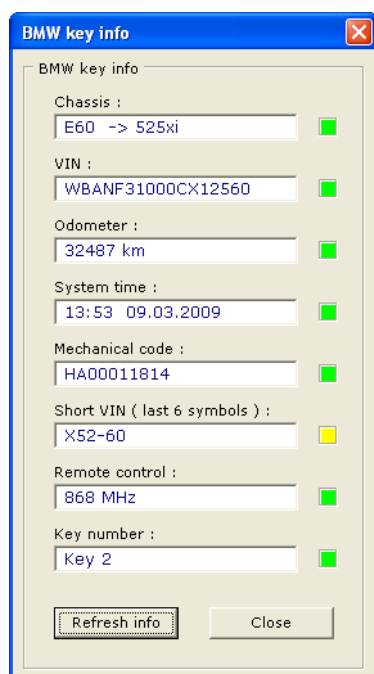 BMW key info
BMW key info
Chassis :
E60 -> 525xi
VIN :
WBANF31000CX12560
Odometer :
32487 km
System time :
13:53 09.03.2009
Mechanical code :
HA00011814
Short VIN ( last 6 symbols ) :
X52-60
Remote control :
868 MHz
Key number :
Key 2
Refresh info Close